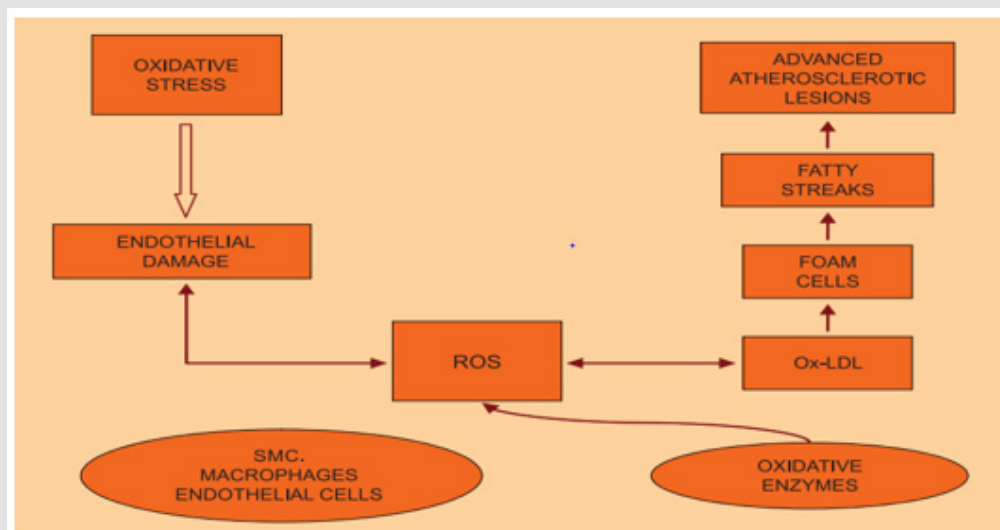 OXIDATIVE
STRESS
ENDOTHELIAL
DAMAGE
ADVANCED
ATHEROSCLEROTIC
LESIONS
FATTY
STREAKS
FOAM
CELLS
ROS
Ox-LDL
SMC.
MACROPHAGES
ENDOTHELIAL CELLS
OXIDATIVE
ENZYMES